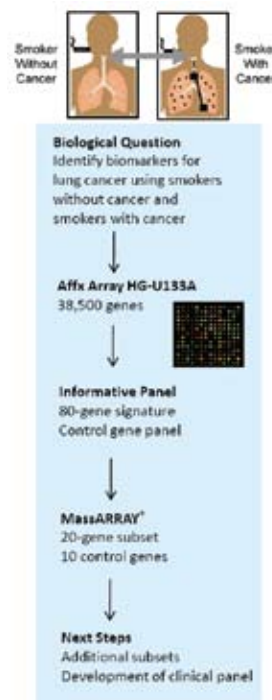 Smoker
Without
Cancer
Smoker
With
Cancer
Biological Question
Identify biomarkers for
lung cancer using smokers
without cancer and
smokers with cancer
Affx Array HG-U133A
38,500 genes
Informative Panel
80-gene signature
Control gene panel
MassARRAY®
20-gene subset
10 control genes
Next Steps
Additional subsets
Development of clinical panel